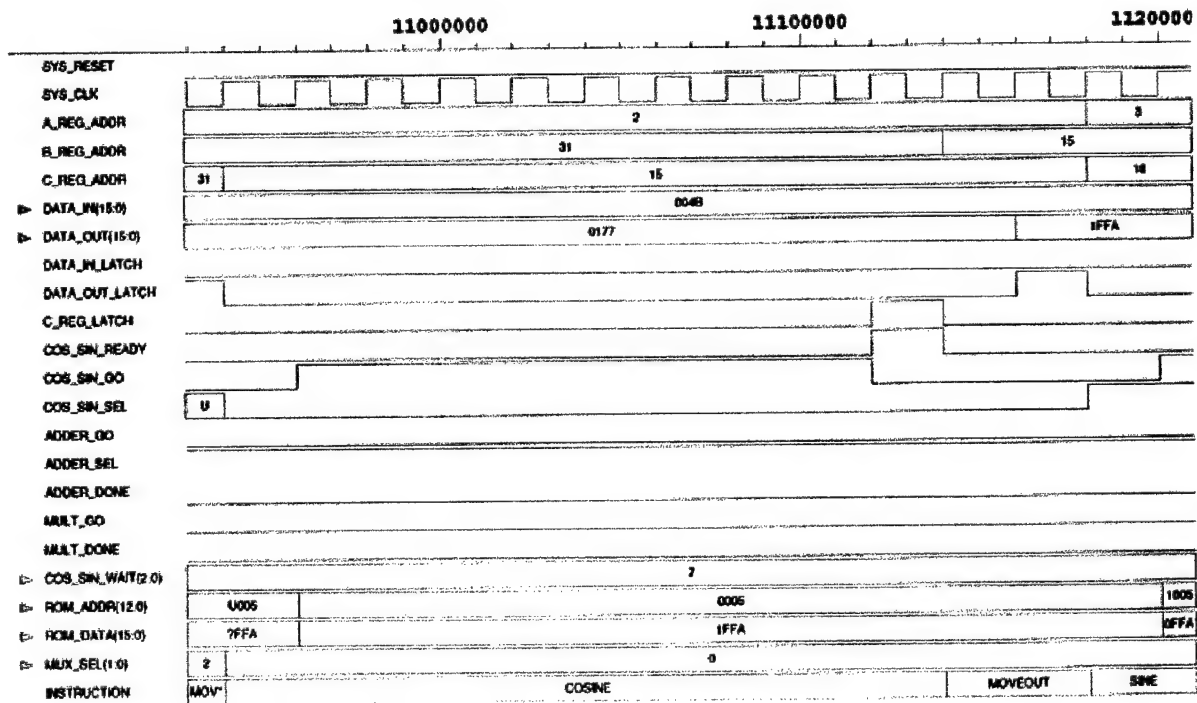 11000000 11100000 1120000
SYS_RESET
SYS_CLK
A_REG_ADDR 2 3
B_REG_ADDR 31 15
C_REG_ADDR 31 15 16
DATA_IN(15:0) 004B
DATA_OUT(15:0) 0177 1FFA
DATA_IN_LATCH
DATA_OUT_LATCH
C_REG_LATCH
COS_SIN_READY
COS_SIN_GO
COS_SIN_SEL U
ADDER_GO
ADDER_SEL
ADDER_DONE
MULT_GO
MULT_DONE
COS_SIN_WAIT(2:0) 7
ROM_ADDR(12:0) U005 0005 1005
ROM_DATA(15:0) ?FFA 1FFA 0FFA
MUX_SEL(1:0) 2 0
INSTRUCTION MOV* COSINE MOVEOUT SINE